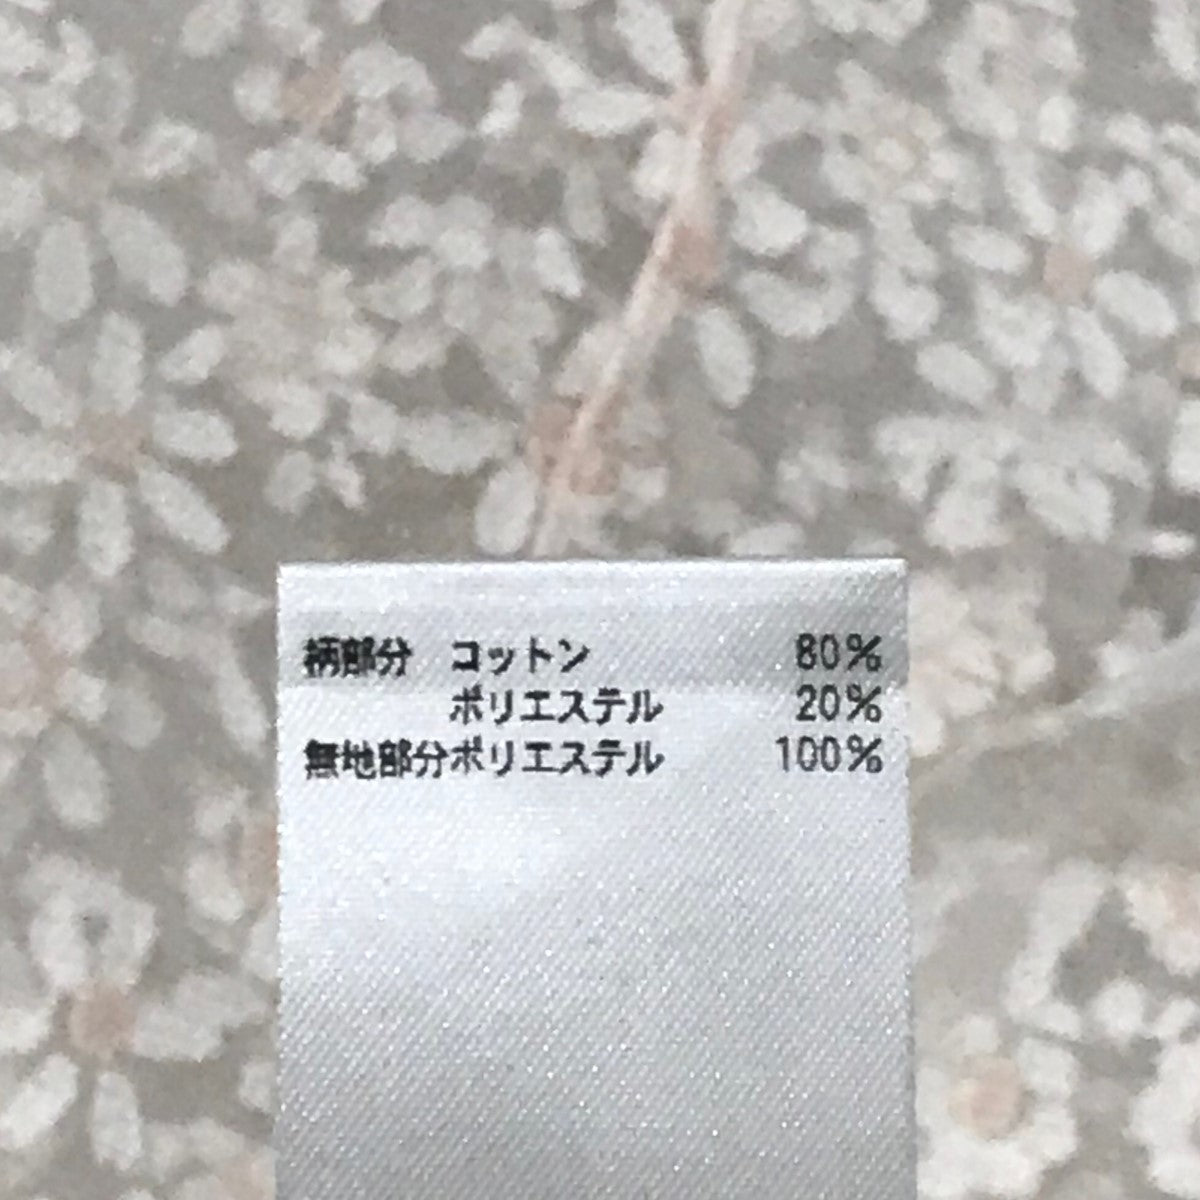 柄部分 コットン 80%
ポリエステル 20%
無地部分ポリエステル 100%